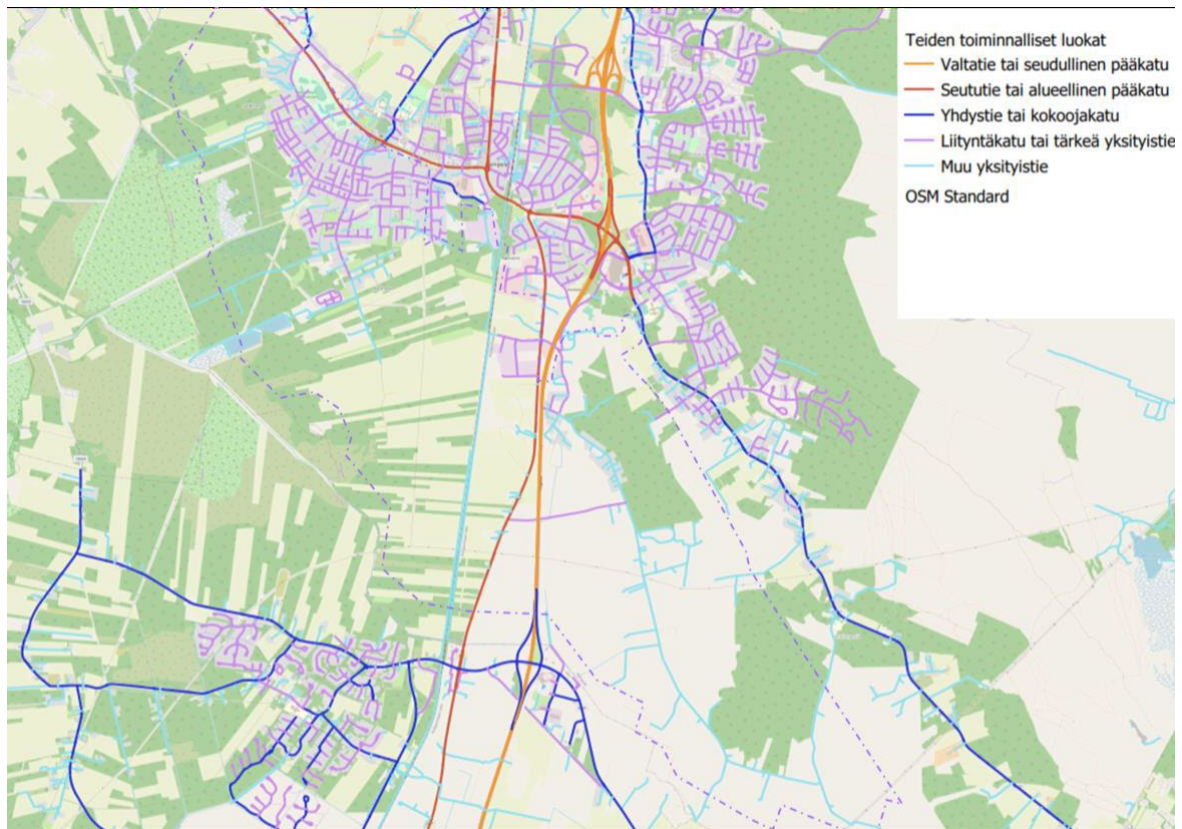 Teiden toiminnalliset luokat
Valtatie tai seudullinen pääkatu
Seututie tai alueellinen pääkatu
Yhdystie tai kokoojakatu
Liityntäkatu tai tärkeä yksityistie
Muu yksityistie
OSM Standard